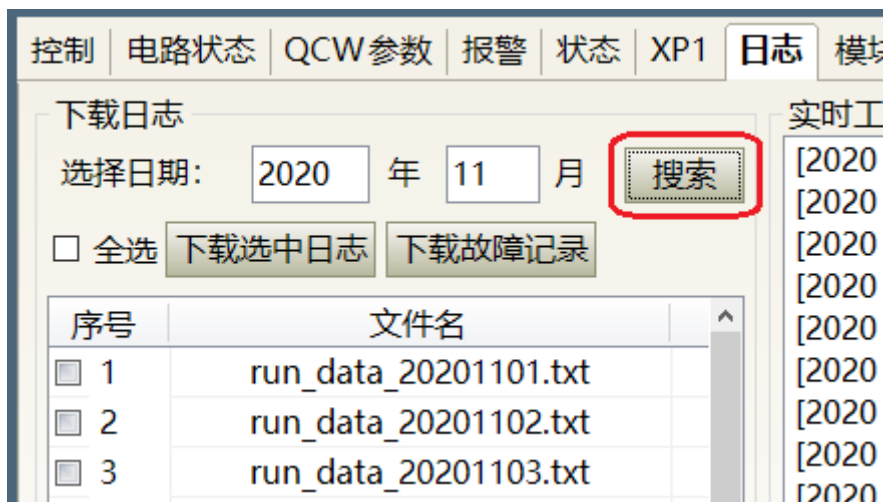 控制 电路状态 QCW参数 报警 状态 XP1 日志
下载日志
选择日期： 2020 年 11 月 搜索
全选 下载选中日志 下载故障记录
序号 文件名
1 run_data_20201101.txt
2 run_data_20201102.txt
3 run_data_20201103.txt
实时工
[2020
[2020
[2020
[2020
[2020
[2020
[2020
[2020
[2020